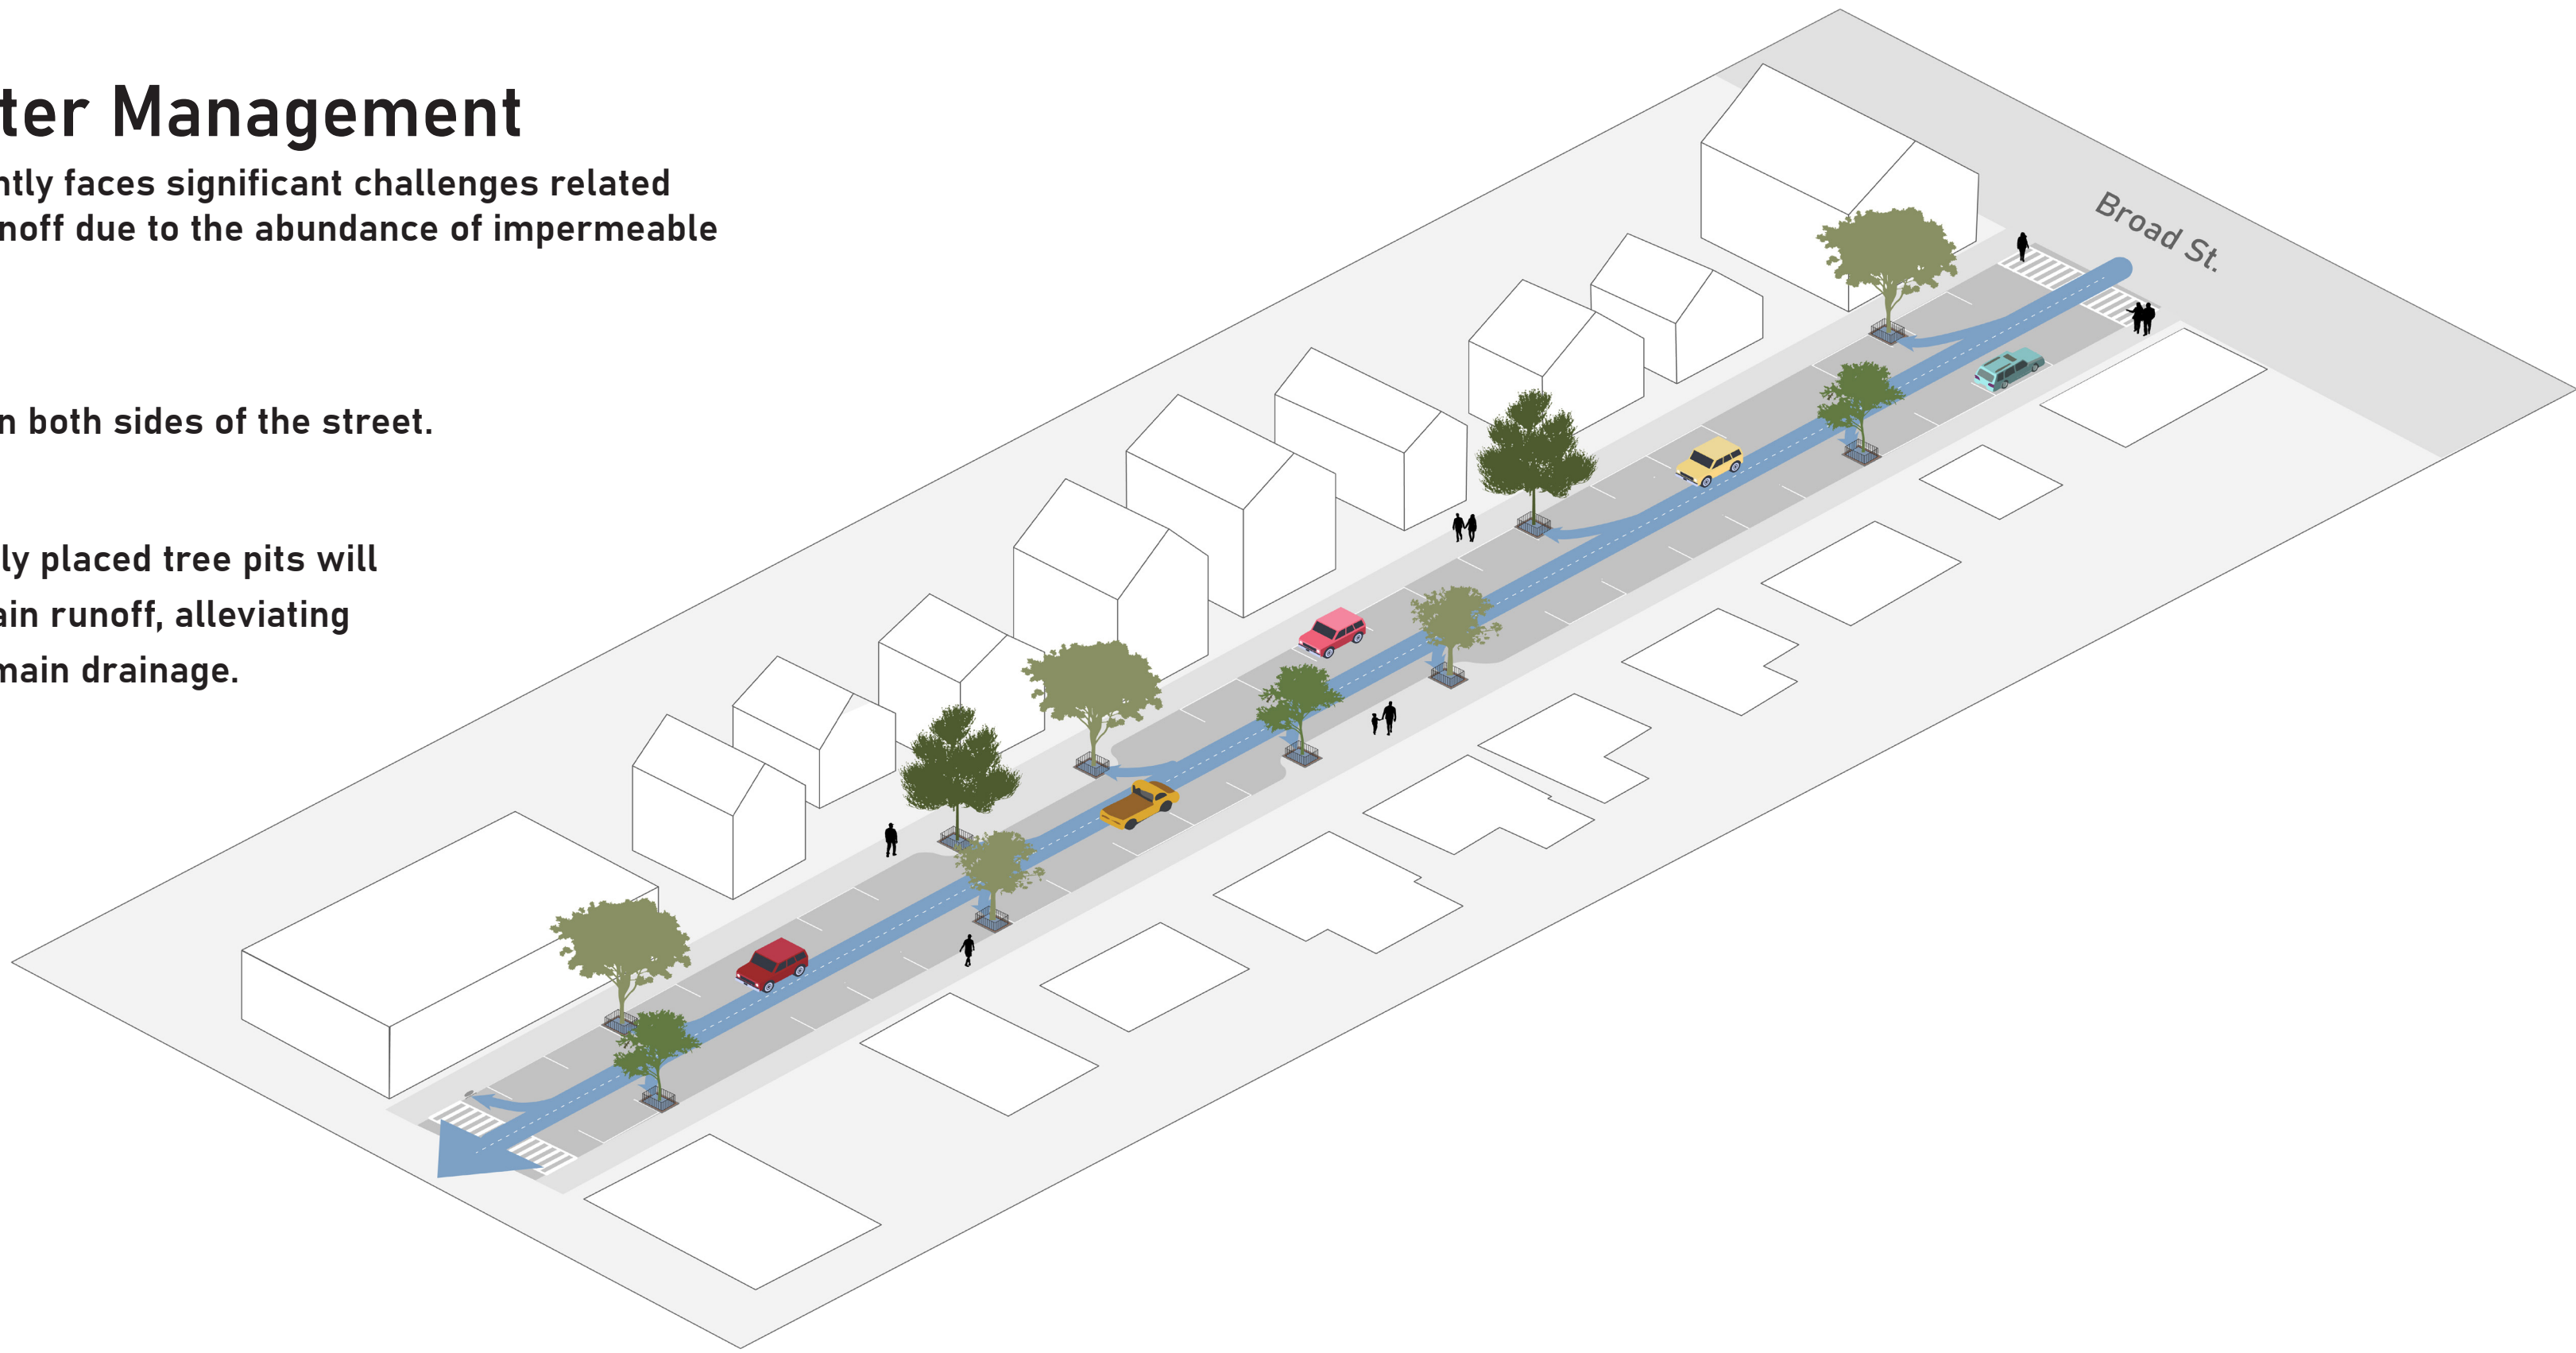 ter Management
ntly faces significant challenges related
noff due to the abundance of impermeable
n both sides of the street.
ly placed tree pits will
ain runoff, alleviating
main drainage.
Broad St.